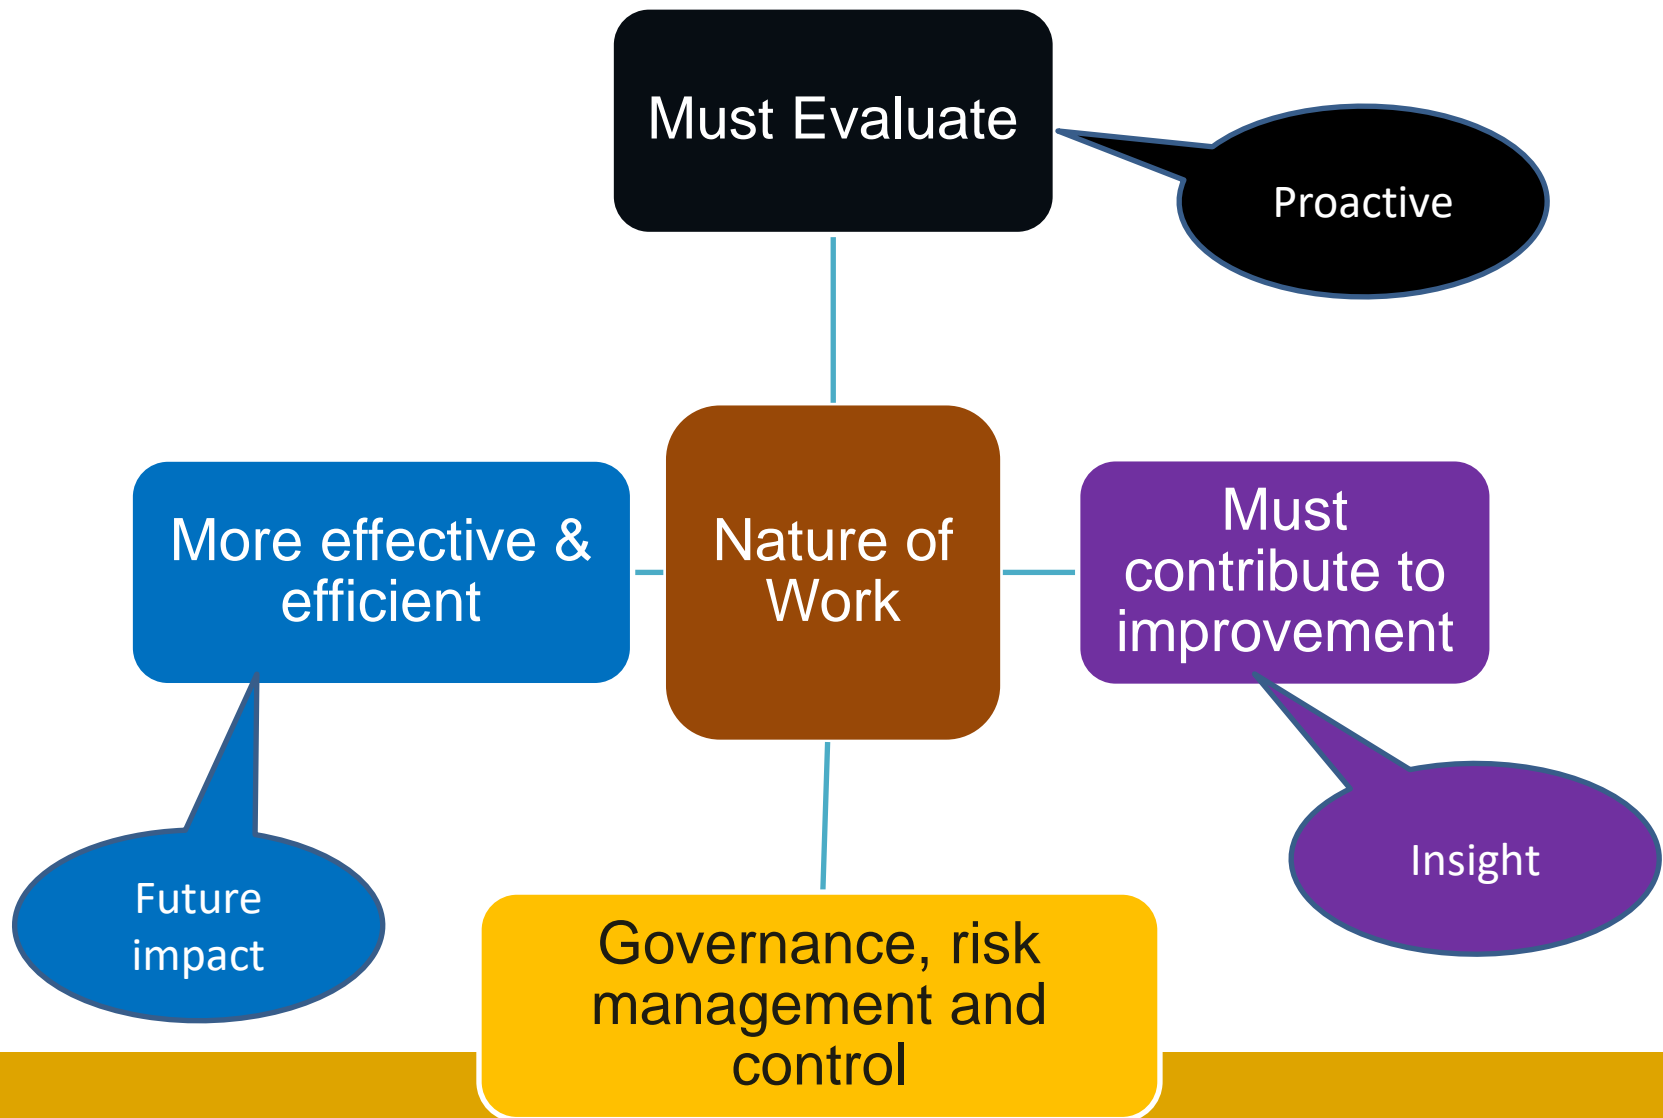 Must Evaluate
Proactive
More effective &
efficient
Nature of
Work
Must
contribute to
improvement
Future
impact
Insight
Governance, risk
management and
control